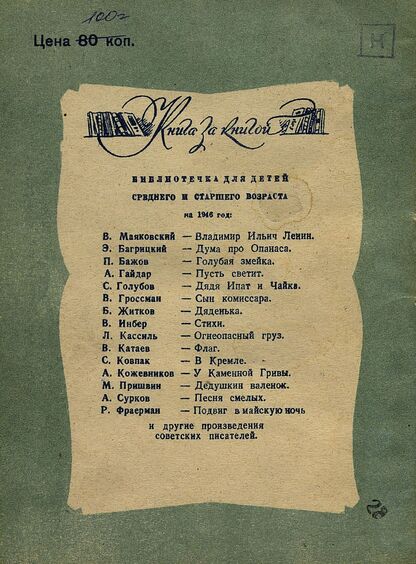 100г
Цена 80 коп.
Н
Книга за книгой
БИБЛИОТЕЧКА ДЛЯ ДЕТЕЙ
СРЕДНЕГО И СТАРШЕГО ВОЗРАСТА
на 1946 год:
В. Маяковский — Владимир Ильич Ленин.
Э. Багрицкий — Дума про Опанаса.
П. Бажов — Голубая змейка.
А. Гайдар — Пусть светит.
С. Голубов — Дядя Ипат и Чайка.
В. Гроссман — Сын комиссара.
Б. Житков — Дяденька.
В. Инбер — Стихи.
Л. Кассиль — Огнеопасный груз.
В. Катаев — Флаг.
С. Ковпак — В Кремле.
А. Кожевников — У Каменной Гривы.
М. Пришвин — Дедушкин валенок.
А. Сурков — Песня смелых.
Р. Фраерман — Подвиг в майскую ночь
и другие произведения
советских писателей.